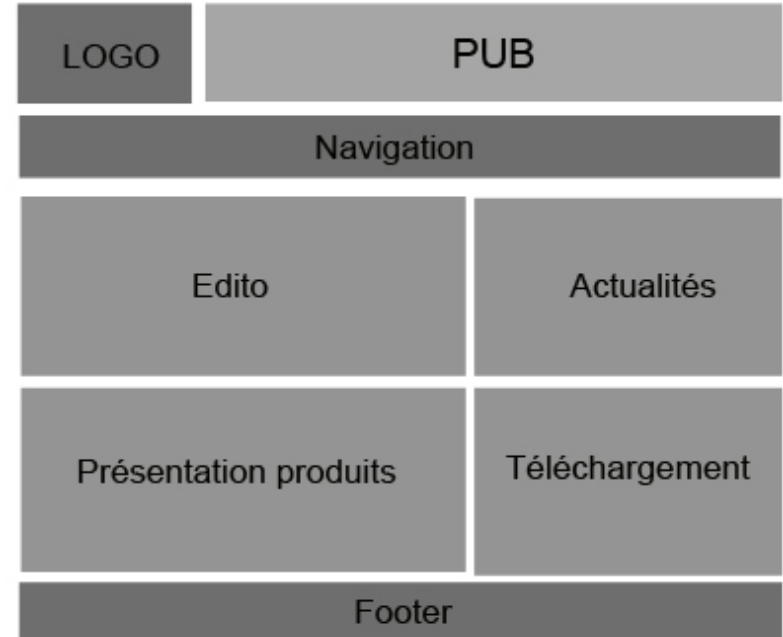 LOGO
PUB
Navigation
Edito
Actualités
Présentation produits
Téléchargement
Footer